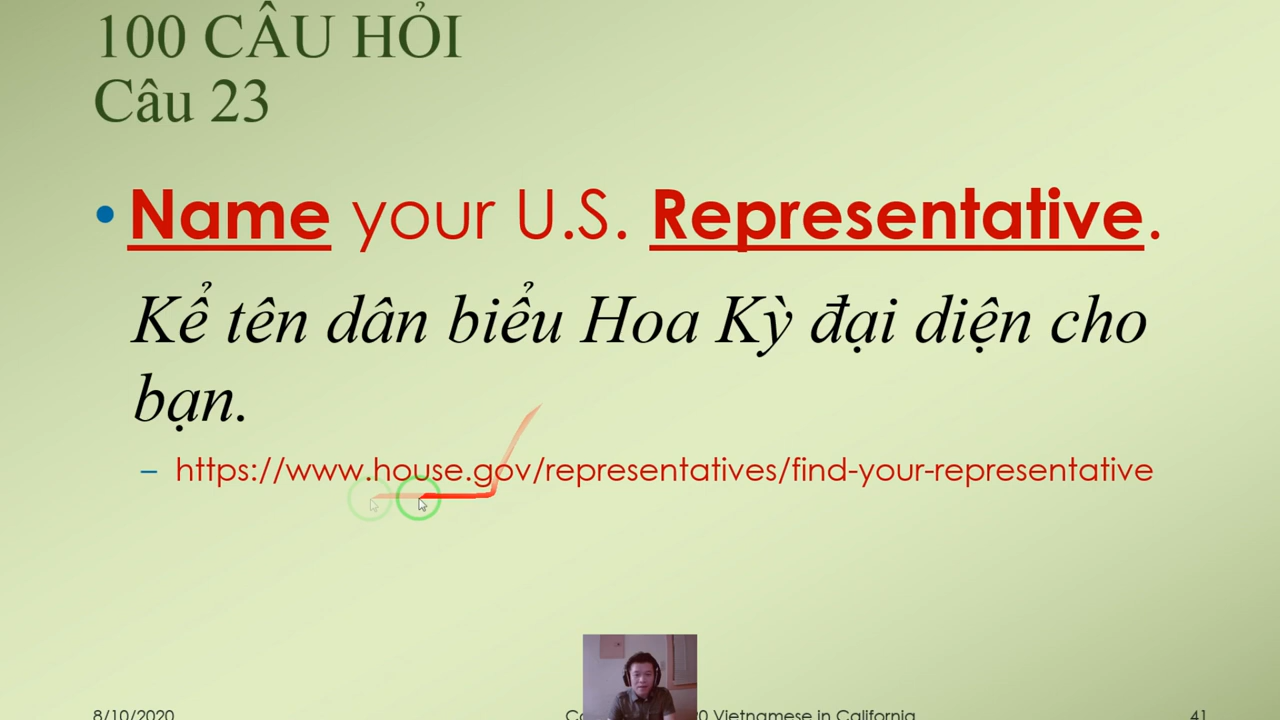 100 CÂU HỎI
Câu 23
• Name your U.S. Representative.
Kể tên dân biểu Hoa Kỳ đại diện cho
bạn.
– https://www.house.gov/representatives/find-your-representative
8/10/2020 Vietnamese in California 41